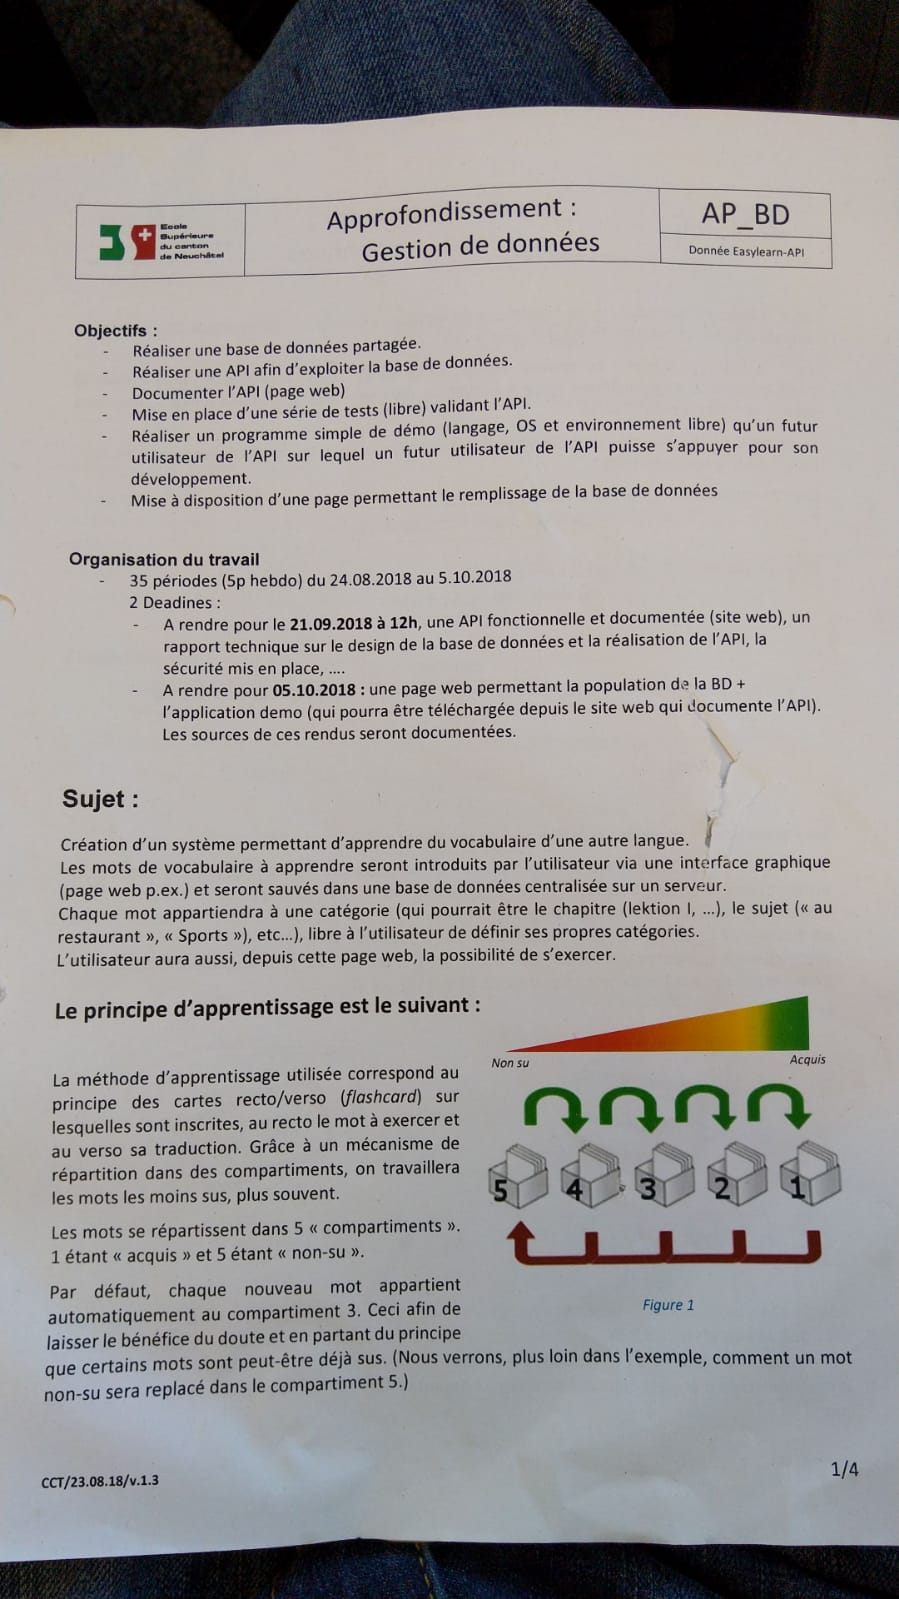 Ecole
Supérieure
du canton
de Neuchâtel
Approfondissement :
Gestion de données
AP_BD
Donnée Easylearn-API
Objectifs :
- Réaliser une base de données partagée.
- Réaliser une API afin d'exploiter la base de données.
- Documenter l'API (page web)
- Mise en place d'une série de tests (libre) validant l'API.
- Réaliser un programme simple de démo (langage, OS et environnement libre) qu'un futur
utilisateur de l'API sur lequel un futur utilisateur de l'API puisse s'appuyer pour son
développement.
- Mise à disposition d'une page permettant le remplissage de la base de données
Organisation du travail
- 35 périodes (5p hebdo) du 24.08.2018 au 5.10.2018
2 Deadines :
- A rendre pour le 21.09.2018 à 12h, une API fonctionnelle et documentée (site web), un
rapport technique sur le design de la base de données et la réalisation de l'API, la
sécurité mis en place, ....
- A rendre pour 05.10.2018 : une page web permettant la population de la BD +
l'application demo (qui pourra être téléchargée depuis le site web qui documente l'API).
Les sources de ces rendus seront documentées.
Sujet :
Création d'un système permettant d'apprendre du vocabulaire d'une autre langue.
Les mots de vocabulaire à apprendre seront introduits par l'utilisateur via une interface graphique
(page web p.ex.) et seront sauvés dans une base de données centralisée sur un serveur.
Chaque mot appartiendra à une catégorie (qui pourrait être le chapitre (lektion I, ...), le sujet (« au
restaurant », « Sports »), etc...), libre à l'utilisateur de définir ses propres catégories.
L'utilisateur aura aussi, depuis cette page web, la possibilité de s'exercer.
Le principe d'apprentissage est le suivant :
La méthode d'apprentissage utilisée correspond au
principe des cartes recto/verso (flashcard) sur
lesquelles sont inscrites, au recto le mot à exercer et
au verso sa traduction. Grâce à un mécanisme de
répartition dans des compartiments, on travaillera
les mots les moins sus, plus souvent.
Les mots se répartissent dans 5 « compartiments ».
1 étant « acquis » et 5 étant « non-su ».
Par défaut, chaque nouveau mot appartient
automatiquement au compartiment 3. Ceci afin de
laisser le bénéfice du doute et en partant du principe
que certains mots sont peut-être déjà sus. (Nous verrons, plus loin dans l'exemple, comment un mot
non-su sera replacé dans le compartiment 5.)
Non su
Acquis
5 4 3 2 1
Figure 1
CCT/23.08.18/v.1.3
1/4